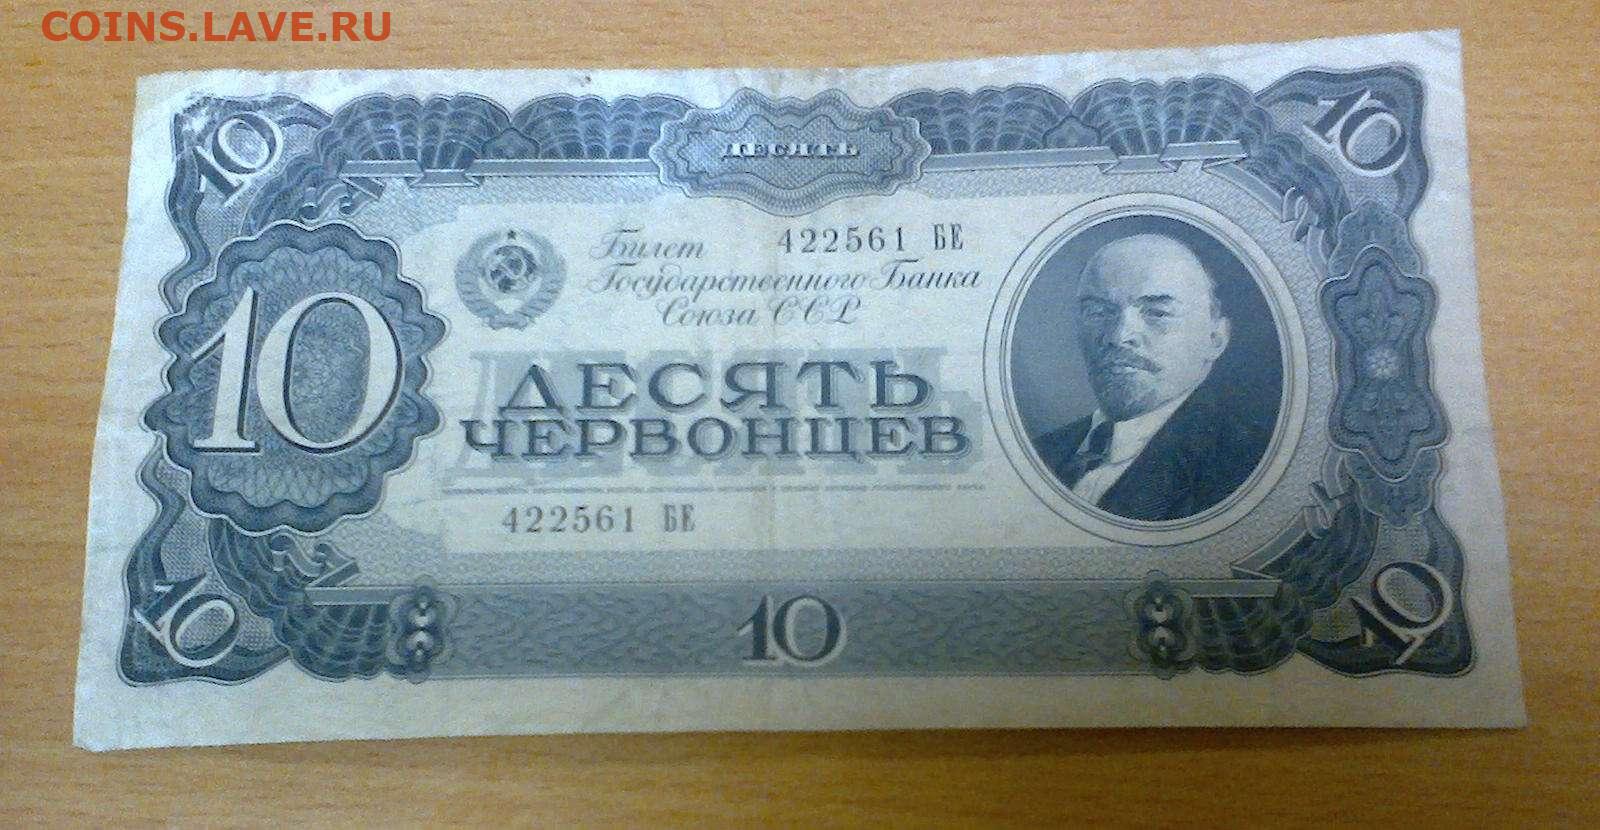 COINS.LAVE.RU
10 ДЕСЯТЬ 10
Билет 422561 БЕ
Государственного Банка
Союза ССР
10
ДЕСЯТЬ
ЧЕРВОНЦЕВ
422561 БЕ
10 10 10